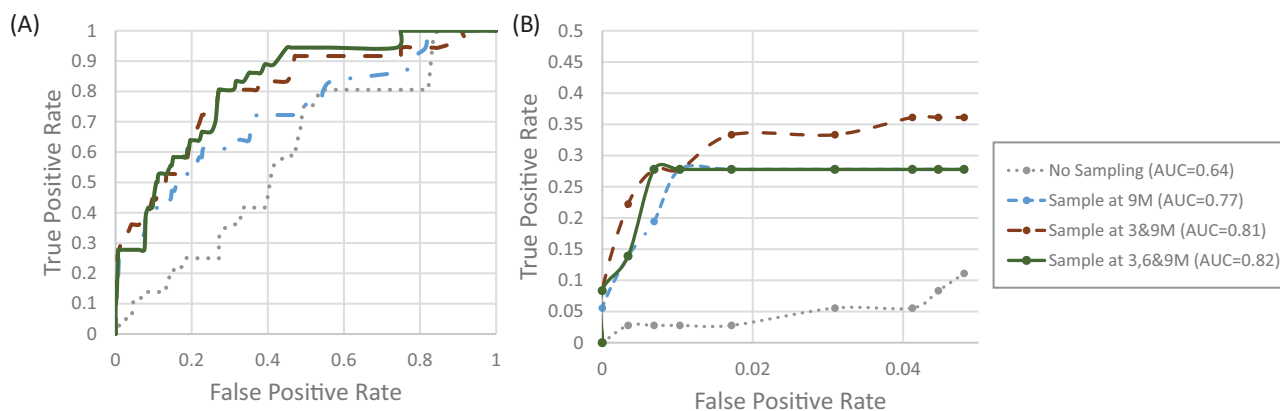 (A)
1
0.9
0.8
0.7
0.6
0.5
0.4
0.3
0.2
0.1
0
True Positive Rate
0 0.2 0.4 0.6 0.8 1
False Positive Rate
(B)
0.5
0.45
0.4
0.35
0.3
0.25
0.2
0.15
0.1
0.05
0
True Positive Rate
0 0.02 0.04
False Positive Rate
No Sampling (AUC=0.64)
Sample at 9M (AUC=0.77)
Sample at 3&9M (AUC=0.81)
Sample at 3,6&9M (AUC=0.82)